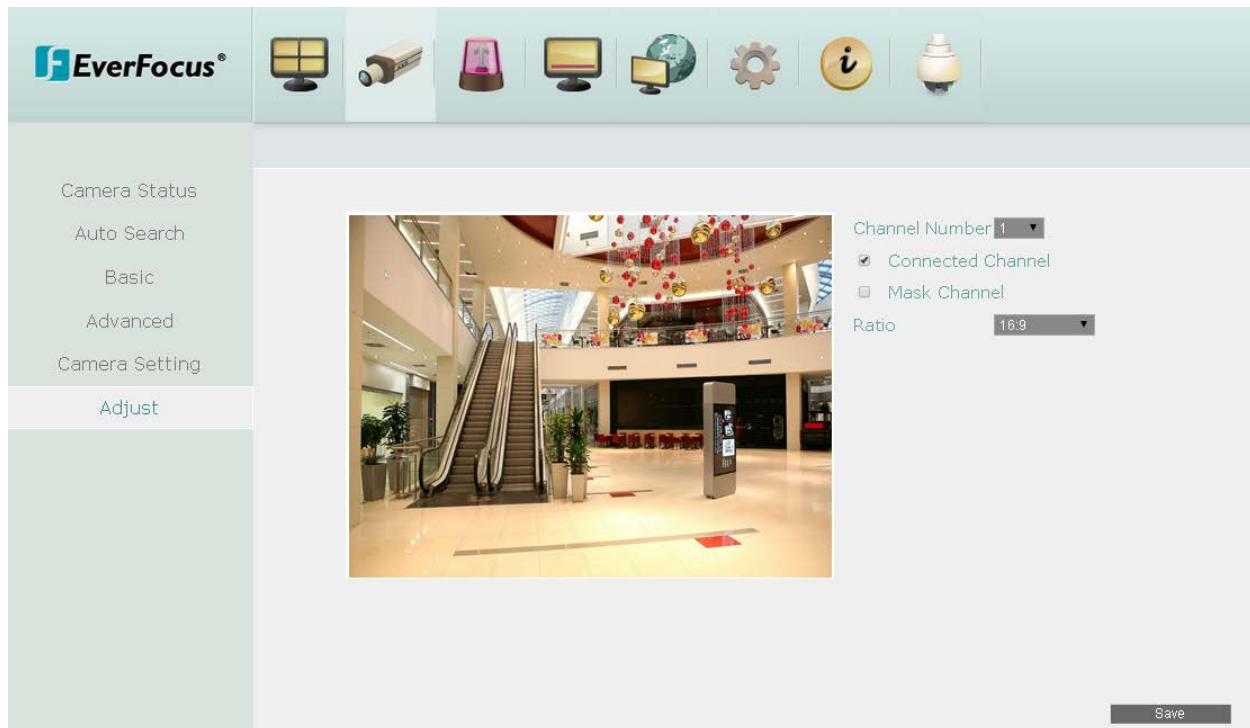 EverFocus®
Camera Status
Auto Search
Basic
Advanced
Camera Setting
Adjust
Channel Number 1
Connected Channel
Mask Channel
Ratio 16:9
Save